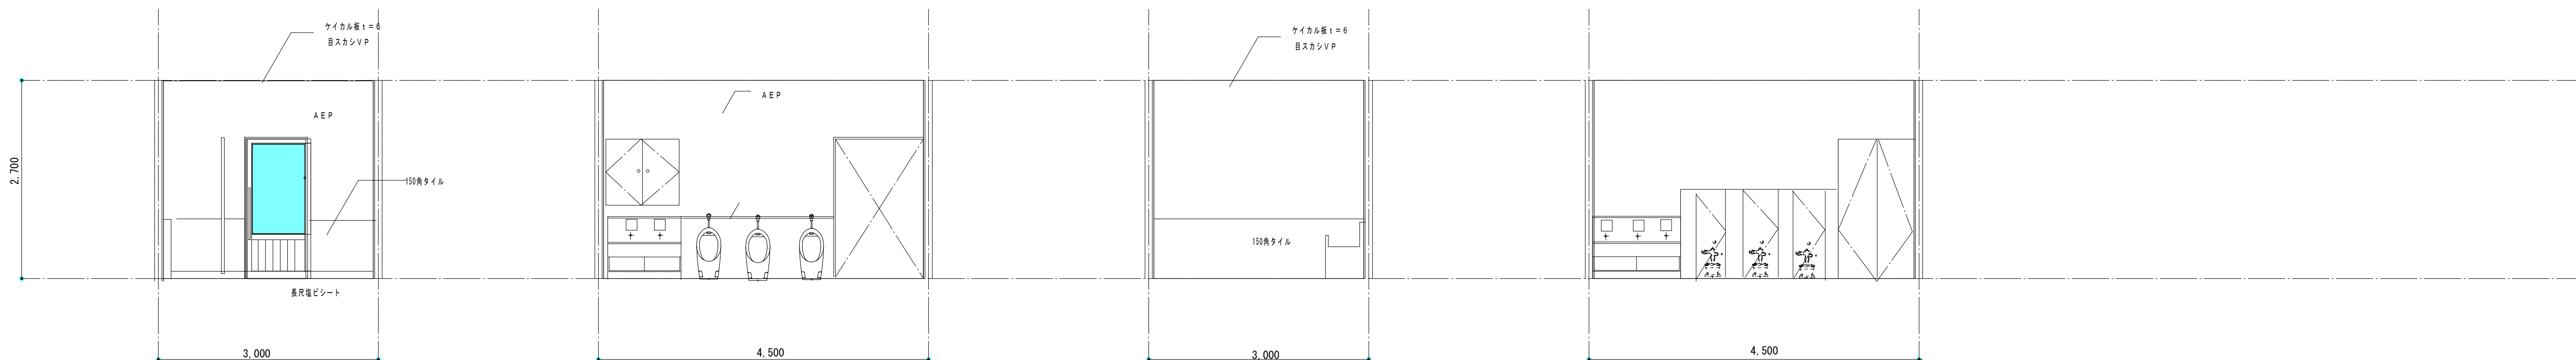 ケイカル板t=6
目スカシVP
AEP
150角タイル
長尺塩ビシート
2,700
3,000
AEP
4,500
ケイカル板t=6
目スカシVP
150角タイル
3,000
4,500